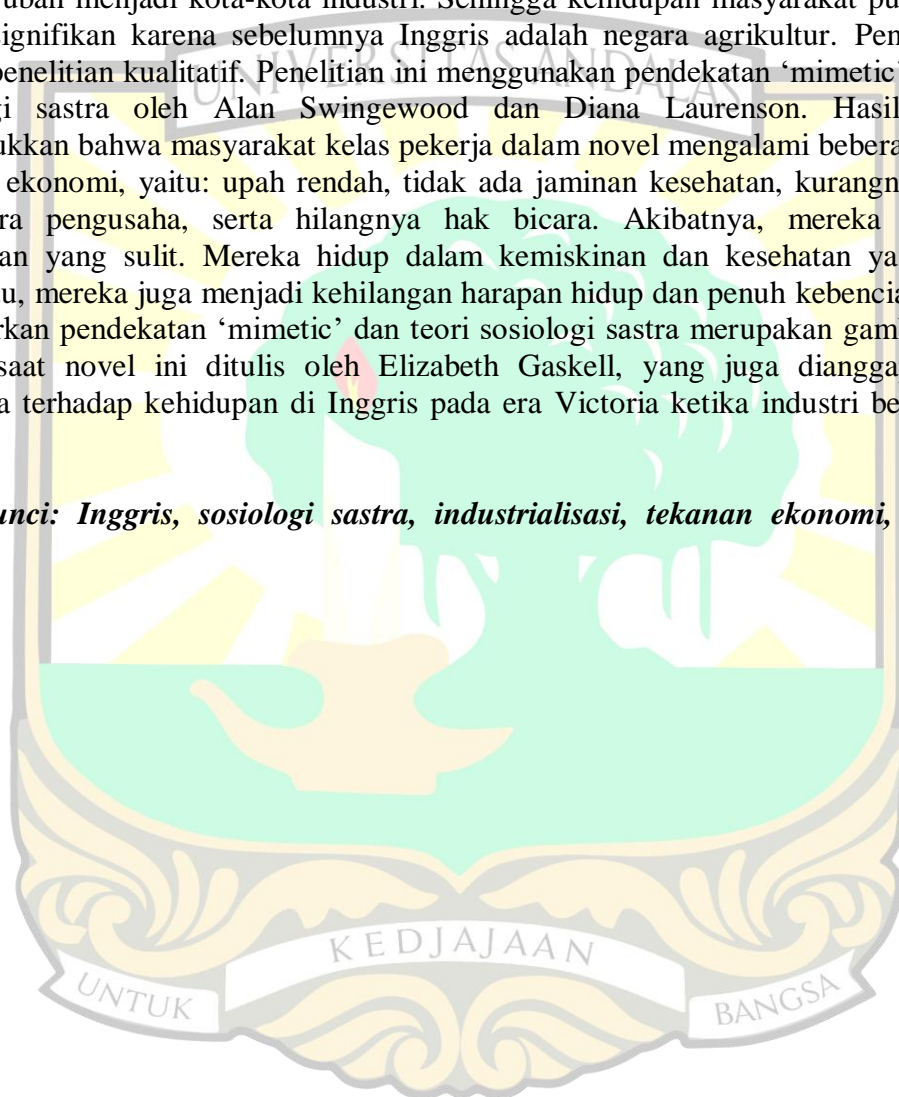 ubah menjadi kota-kota industri. Sehingga kehidupan masyarakat pu
ignifikan karena sebelumnya Inggris adalah negara agrikultur. Pen
penelitian kualitatif. Penelitian ini menggunakan pendekatan ‘mimetic’
UNIVERSITAS ANDALAS
gi sastra oleh Alan Swingewood dan Diana Laurenson. Hasil
ukkan bahwa masyarakat kelas pekerja dalam novel mengalami bebera
ekonomi, yaitu: upah rendah, tidak ada jaminan kesehatan, kurangn
ra pengusaha, serta hilangnya hak bicara. Akibatnya, mereka
an yang sulit. Mereka hidup dalam kemiskinan dan kesehatan ya
tu, mereka juga menjadi kehilangan harapan hidup dan penuh kebencia
rkan pendekatan ‘mimetic’ dan teori sosiologi sastra merupakan gamb
saat novel ini ditulis oleh Elizabeth Gaskell, yang juga dianggap
a terhadap kehidupan di Inggris pada era Victoria ketika industri be
unci: Inggris, sosiologi sastra, industrialisasi, tekanan ekonomi,
KEDJAJAAN
UNTUK BANGSA